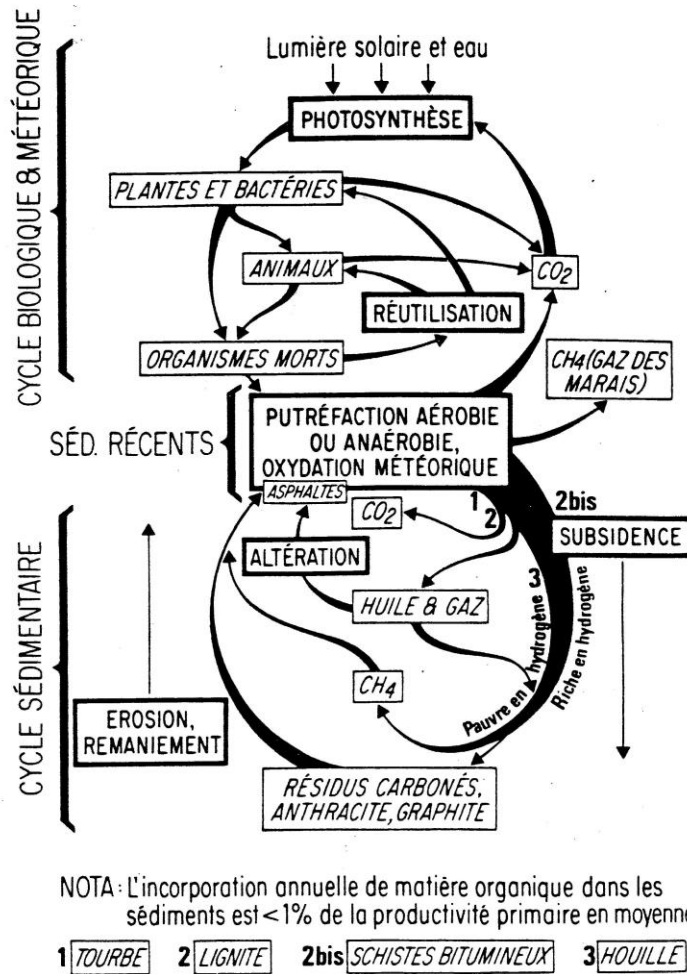 Lumière solaire et eau
PHOTOSYNTHÈSE
CYCLE BIOLOGIQUE & MÉTÉORIQUE
PLANTES ET BACTÉRIES
ANIMAUX
CO2
RÉUTILISATION
ORGANISMES MORTS
CH4 (GAZ DES
MARAIS)
SÉD. RÉCENTS
PUTRÉFACTION AÉROBIE
OU ANAÉROBIE,
OXYDATION MÉTÉORIQUE
ASPHALTES
CO2
1
2
2bis
SUBSIDENCE
ALTÉRATION
HUILE & GAZ
3
Pauvre en hydrogène
Riche en hydrogène
CH4
CYCLE SÉDIMENTAIRE
EROSION,
REMANIEMENT
RÉSIDUS CARBONÉS,
ANTHRACITE, GRAPHITE
NOTA : L'incorporation annuelle de matière organique dans les
sédiments est <1% de la productivité primaire en moyenne
1 TOURBE 2 LIGNITE 2bis SCHISTES BITUMINEUX 3 HOUILLE